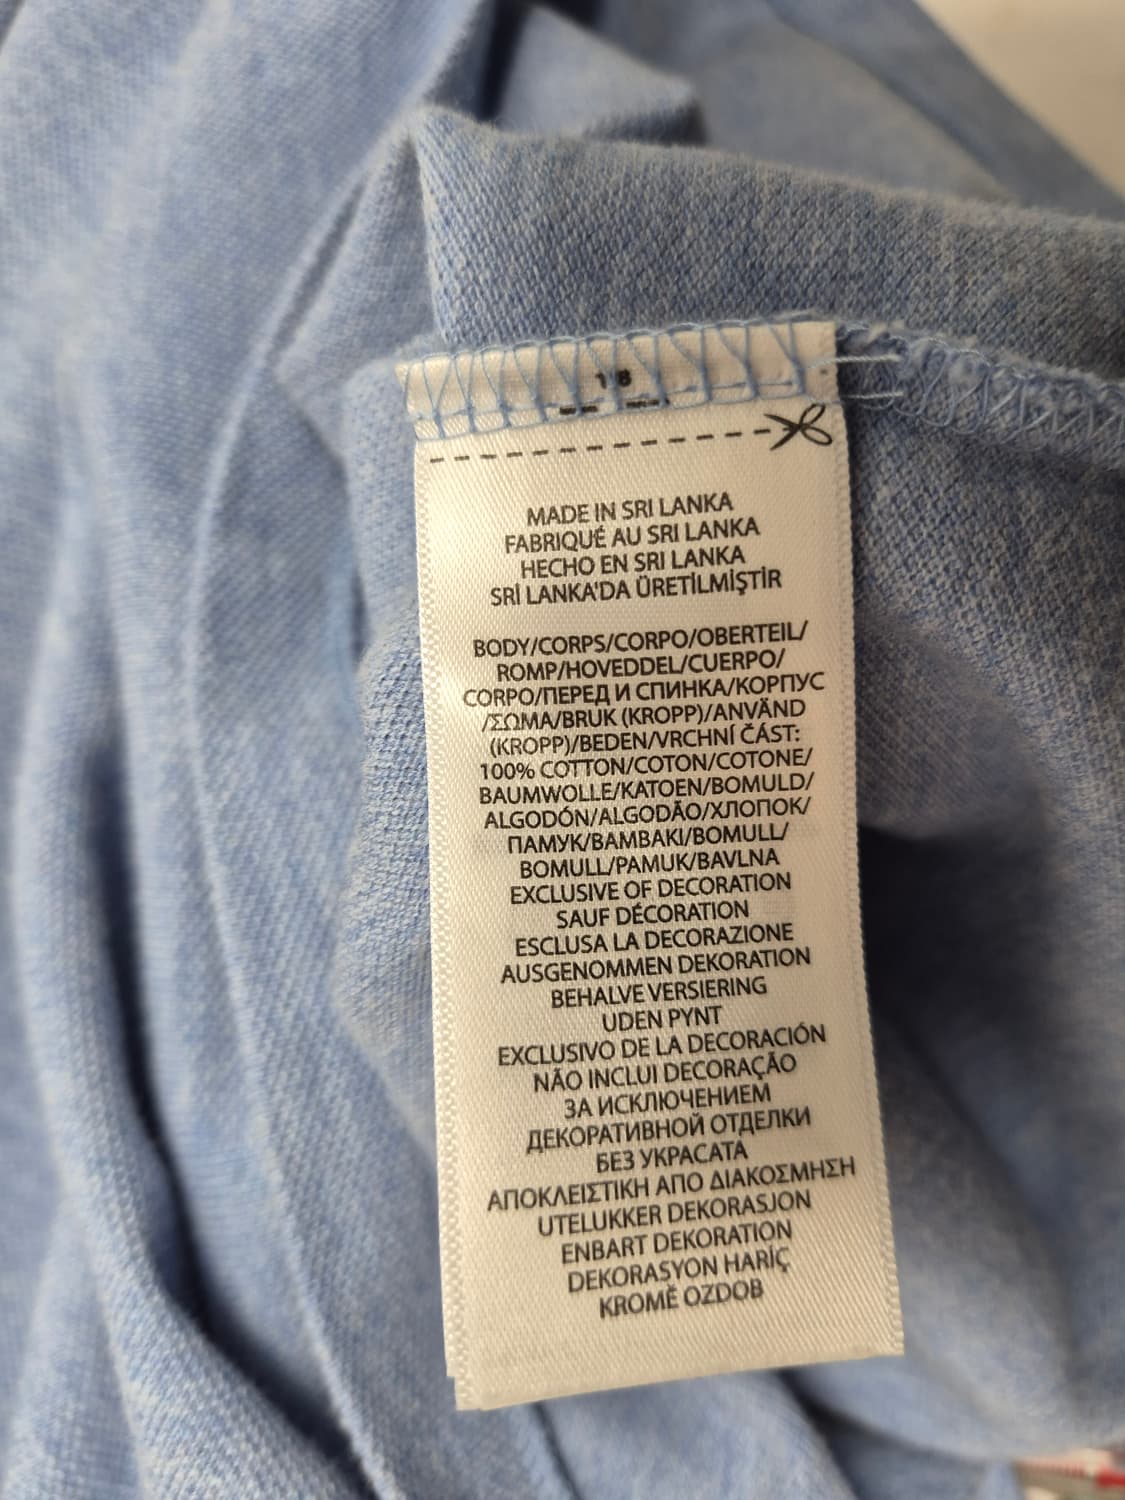 18
MADE IN SRI LANKA
FABRIQUÉ AU SRI LANKA
HECHO EN SRI LANKA
SRİ LANKA'DA ÜRETİLMİŞTİR
BODY/CORPS/CORPO/OBERTEIL/
ROMP/HOVEDDEL/CUERPO/
CORPO/ПЕРЕД И СПИНКА/КОРПУС
/ΣΩΜΑ/BRUK (KROPP)/ANVÄND
(KROPP)/BEDEN/VRCHNÍ ČÁST:
100% COTTON/COTON/COTONE/
BAUMWOLLE/KATOEN/BOMULD/
ALGODÓN/ALGODÃO/ХЛОПОК/
ПАМУК/ΒΑΜΒΑΚΙ/BOMULL/
BOMULL/PAMUK/BAVLNA
EXCLUSIVE OF DECORATION
SAUF DÉCORATION
ESCLUSA LA DECORAZIONE
AUSGENOMMEN DEKORATION
BEHALVE VERSIERING
UDEN PYNT
EXCLUSIVO DE LA DECORACIÓN
NÃO INCLUI DECORAÇÃO
ЗА ИСКЛЮЧЕНИЕМ
ДЕКОРАТИВНОЙ ОТДЕЛКИ
БЕЗ УКРАСАТА
ΑΠΟΚΛΕΙΣΤΙΚΗ ΑΠΟ ΔΙΑΚΟΣΜΗΣΗ
UTELUKKER DEKORASJON
ENBART DEKORATION
DEKORASYON HARİÇ
KROMĚ OZDOB